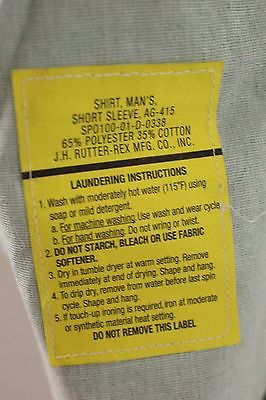 SHIRT, MAN'S,
SHORT SLEEVE, AG-415
SPO100-01-D-0338
65% POLYESTER 35% COTTON
J.H. RUTTER-REX MFG. CO., INC.
LAUNDERING INSTRUCTIONS
1. Wash with moderately hot water (115°F) using
soap or mild detergent.
a. For machine washing: Use wash and wear cycle.
b. For hand washing: Do not wring or twist.
2. DO NOT STARCH, BLEACH OR USE FABRIC
SOFTENER.
3. Dry in tumble dryer at warm setting. Remove
immediately at end of drying. Shape and hang.
4. To drip dry, remove from water before last spin
cycle. Shape and hang.
5. If touch-up ironing is required, iron at moderate
or synthetic material heat setting.
DO NOT REMOVE THIS LABEL